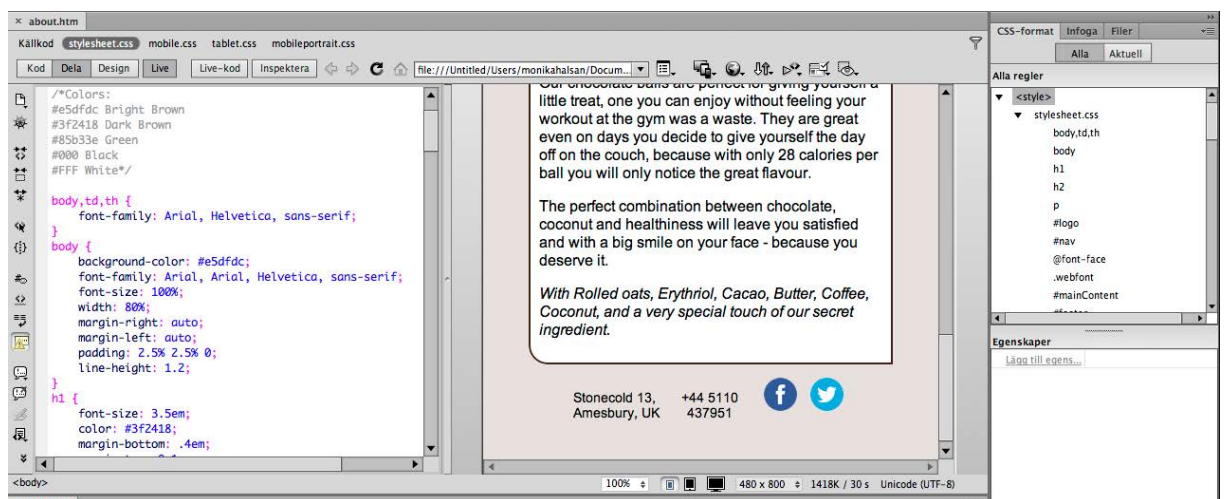 × about.htm
Källkod stylesheet.css mobile.css tablet.css mobileportrait.css
Kod Dela Design Live Live-kod Inspektera file:///Untitled/Users/monikahalsan/Docum...
/*Colors:
#e5dfdc Bright Brown
#3f2418 Dark Brown
#85b33e Green
#000 Black
#FFF White*/
body,td,th {
font-family: Arial, Helvetica, sans-serif;
}
body {
background-color: #e5dfdc;
font-family: Arial, Arial, Helvetica, sans-serif;
font-size: 100%;
width: 80%;
margin-right: auto;
margin-left: auto;
padding: 2.5% 2.5% 0;
line-height: 1.2;
}
h1 {
font-size: 3.5em;
color: #3f2418;
margin-bottom: .4em;
Our chocolate balls are perfect for giving yourself a
little treat, one you can enjoy without feeling your
workout at the gym was a waste. They are great
even on days you decide to give yourself the day
off on the couch, because with only 28 calories per
ball you will only notice the great flavour.
The perfect combination between chocolate,
coconut and healthiness will leave you satisfied
and with a big smile on your face - because you
deserve it.
With Rolled oats, Erythriol, Cacao, Butter, Coffee,
Coconut, and a very special touch of our secret
ingredient.
Stonecold 13, +44 5110
Amesbury, UK 437951
<body>
100% 480 x 800 1418K / 30 s Unicode (UTF-8)
CSS-format Infoga Filer
Alla Aktuell
Alla regler
<style>
stylesheet.css
body,td,th
body
h1
h2
p
#logo
#nav
@font-face
.webfont
#mainContent
Egenskaper
Lägg till egens...